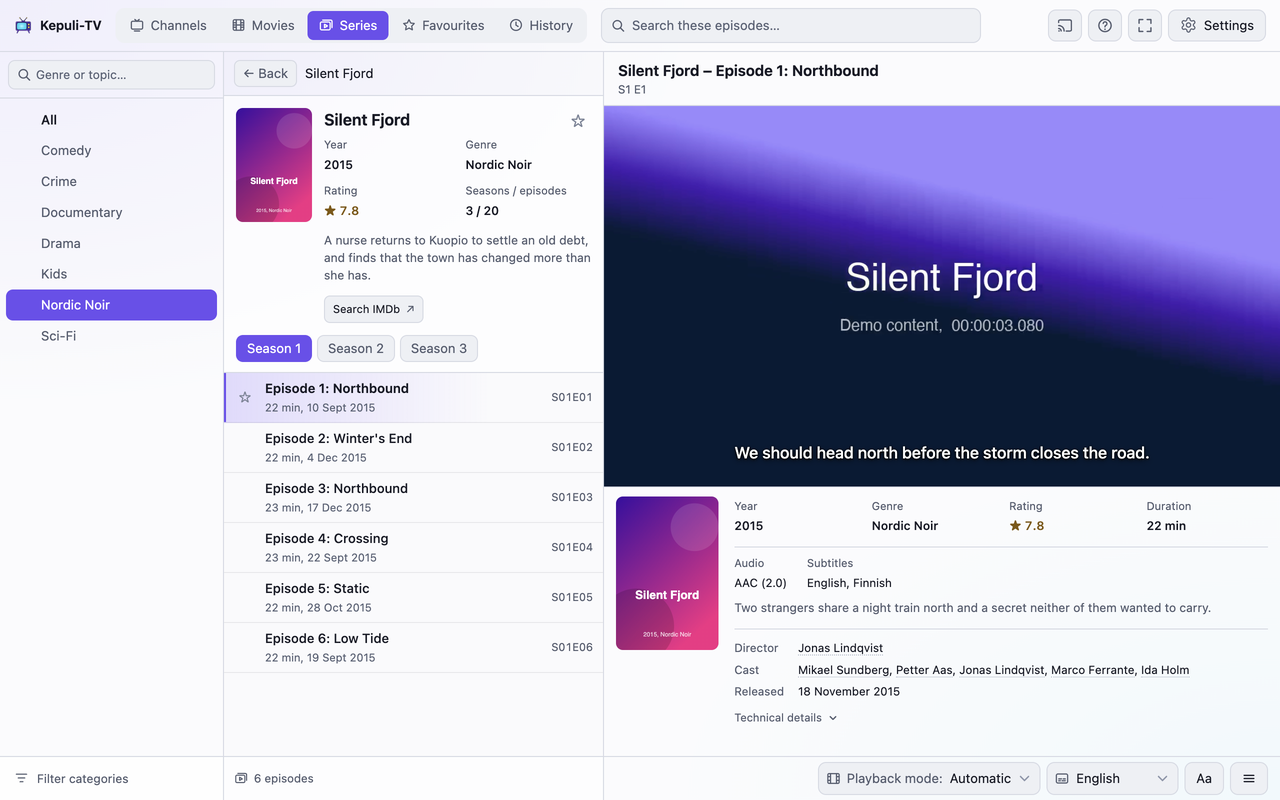 Kepuli-TV
Channels
Movies
Series
Favourites
History
Search these episodes...
Settings
Genre or topic...
All
Comedy
Crime
Documentary
Drama
Kids
Nordic Noir
Sci-Fi
Filter categories
Back
Silent Fjord
Silent Fjord
2015, Nordic Noir
Silent Fjord
Year
Genre
2015
Nordic Noir
Rating
Seasons / episodes
★ 7.8
3 / 20
A nurse returns to Kuopio to settle an old debt,
and finds that the town has changed more than
she has.
Search IMDb ↗
Season 1
Season 2
Season 3
Episode 1: Northbound
22 min, 10 Sept 2015
S01E01
Episode 2: Winter's End
22 min, 4 Dec 2015
S01E02
Episode 3: Northbound
23 min, 17 Dec 2015
S01E03
Episode 4: Crossing
23 min, 22 Sept 2015
S01E04
Episode 5: Static
22 min, 28 Oct 2015
S01E05
Episode 6: Low Tide
22 min, 19 Sept 2015
S01E06
6 episodes
Silent Fjord – Episode 1: Northbound
S1 E1
Silent Fjord
Demo content, 00:00:03.080
We should head north before the storm closes the road.
Silent Fjord
2015, Nordic Noir
Year
Genre
Rating
Duration
2015
Nordic Noir
★ 7.8
22 min
Audio
Subtitles
AAC (2.0)
English, Finnish
Two strangers share a night train north and a secret neither of them wanted to carry.
Director Jonas Lindqvist
Cast Mikael Sundberg, Petter Aas, Jonas Lindqvist, Marco Ferrante, Ida Holm
Released 18 November 2015
Technical details
Playback mode: Automatic
English
Aa